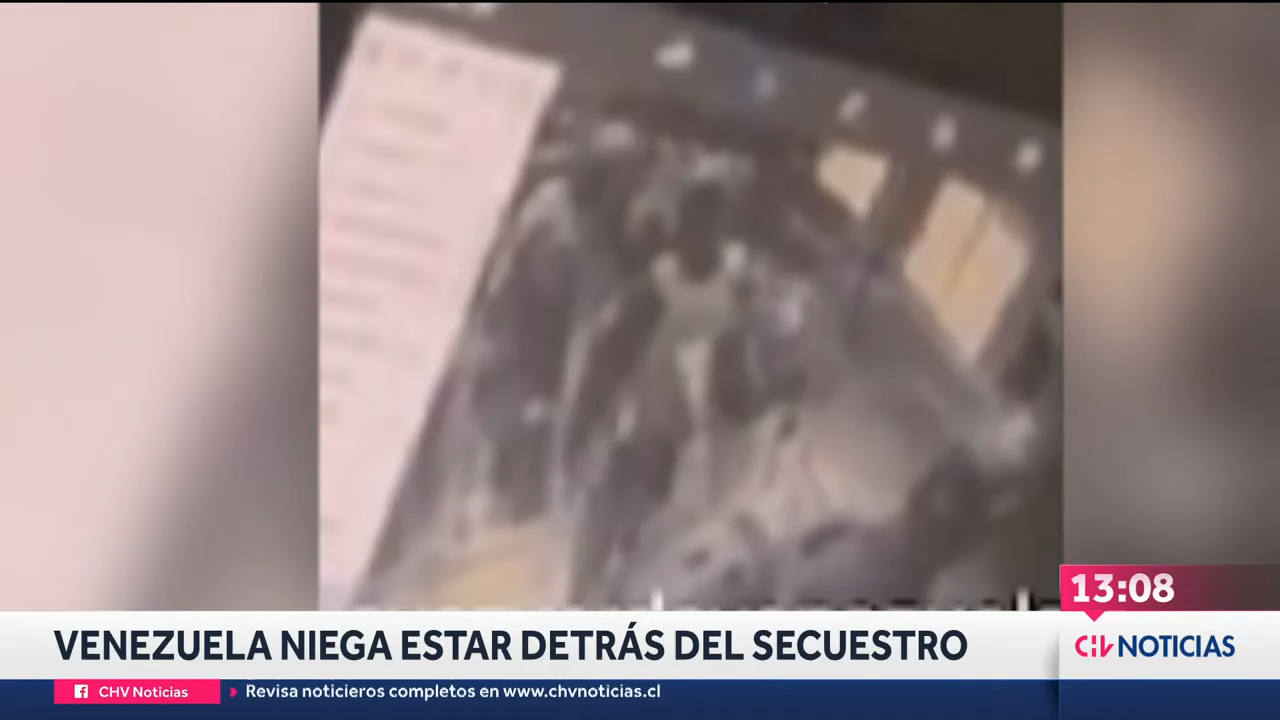 13:08
VENEZUELA NIEGA ESTAR DETRÁS DEL SECUESTRO
CHV NOTICIAS
CHV Noticias
Revisa noticieros completos en www.chvnoticias.cl